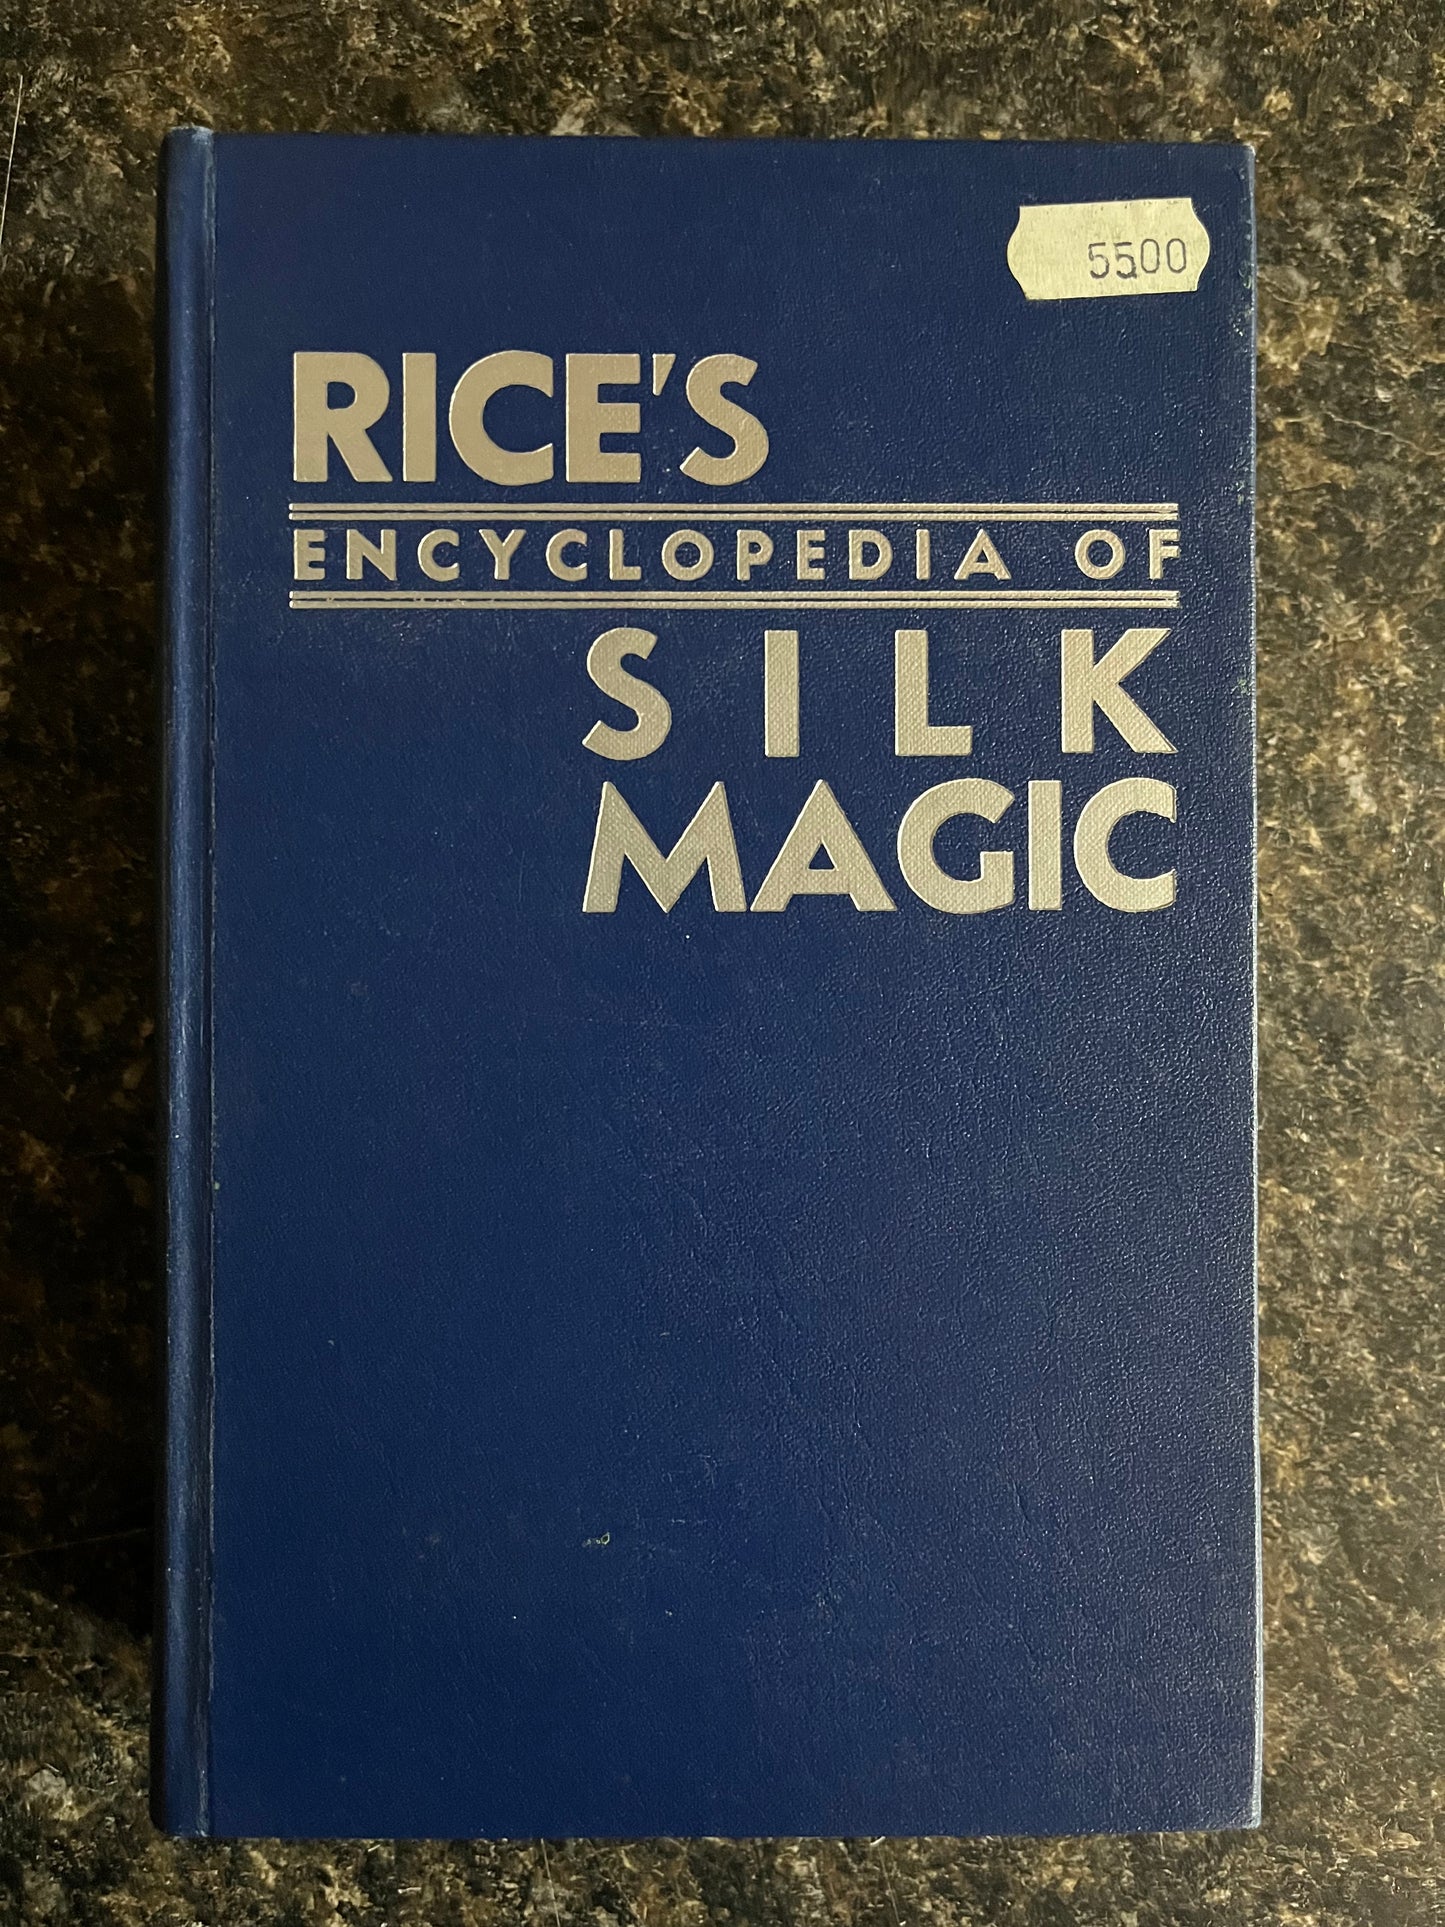 5500
RICE'S
ENCYCLOPEDIA OF
SILK
MAGIC